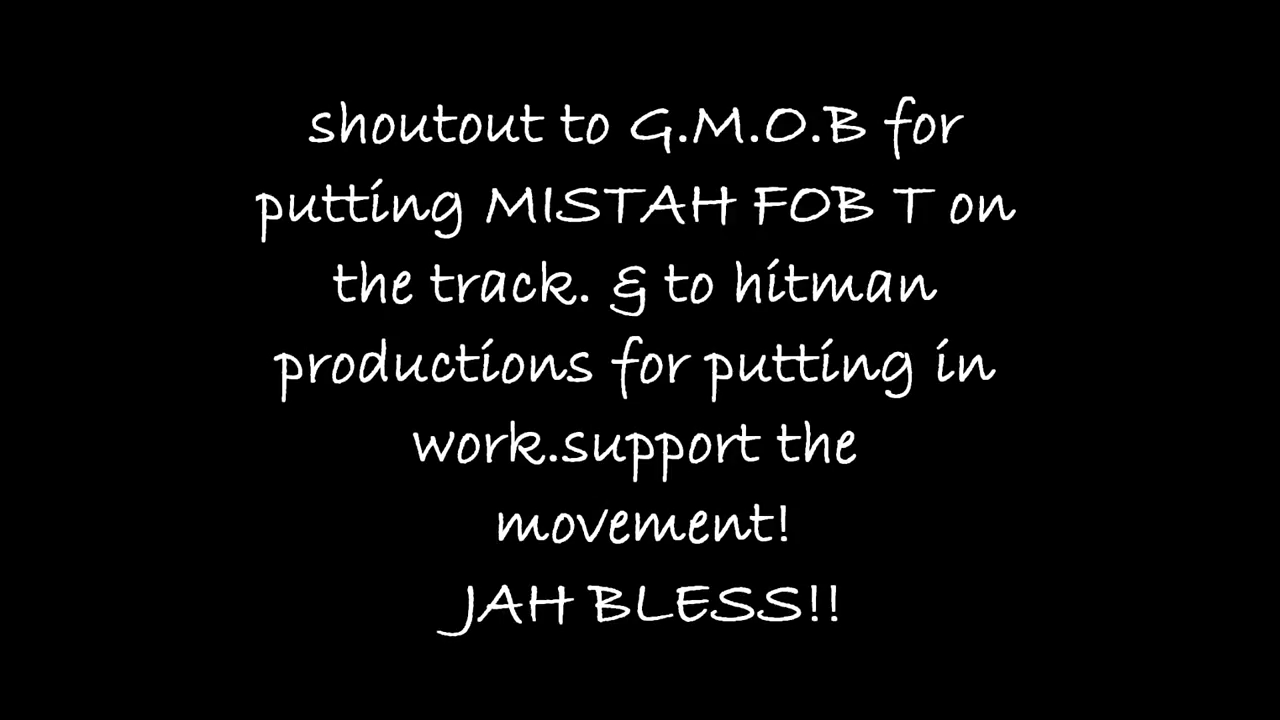 shoutout to G.M.O.B for
putting MISTAH FOB T on
the track. & to hitman
productions for putting in
work.support the
movement!
JAH BLESS!!